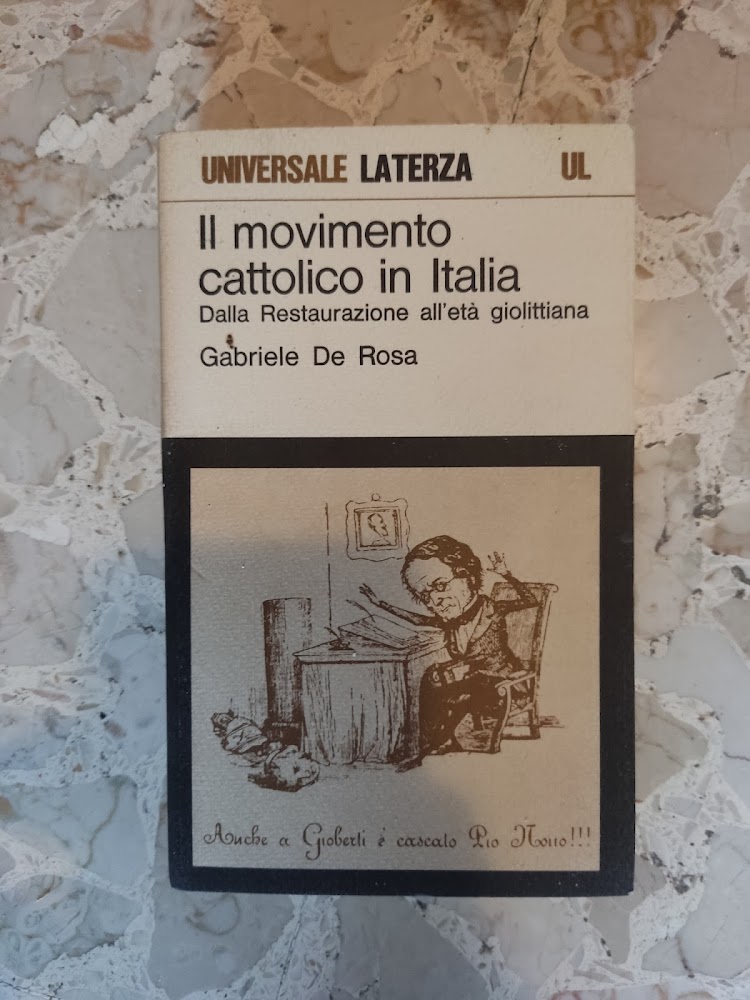 UNIVERSALE LATERZA UL
Il movimento
cattolico in Italia
Dalla Restaurazione all'età giolittiana
Gabriele De Rosa
Anche a Gioberti è cascato Pio Nono!!!